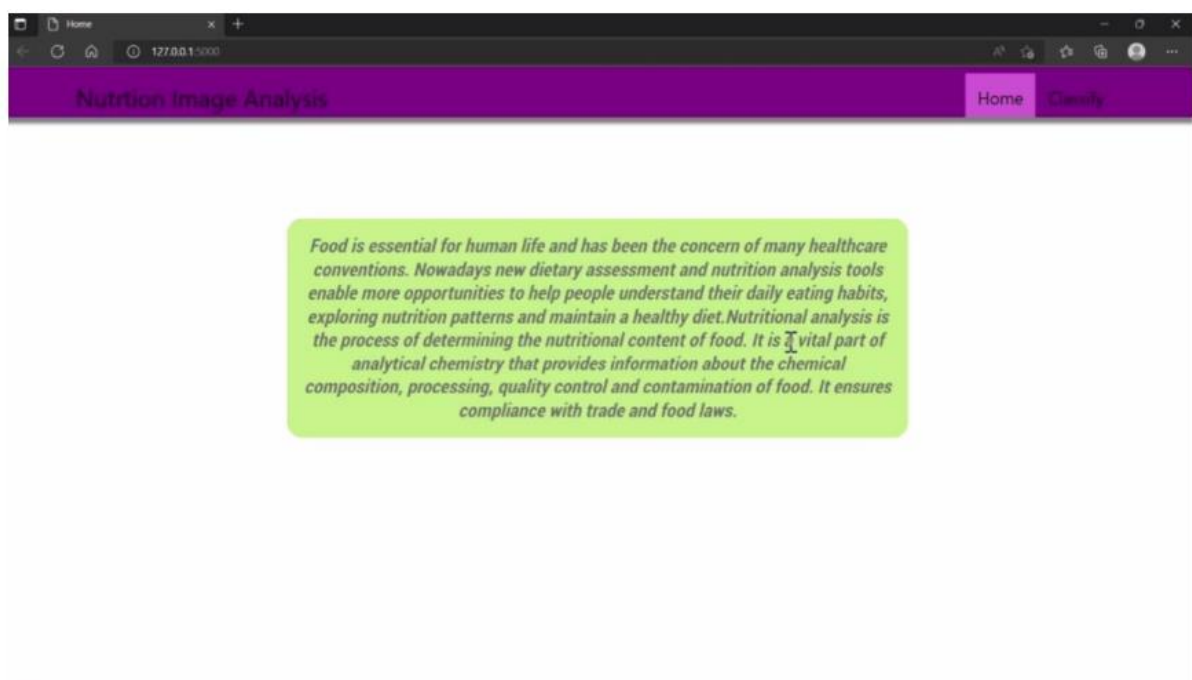 Home
127.0.0.1:5000
Nutrtion Image Analysis
Home
Classify
Food is essential for human life and has been the concern of many healthcare
conventions. Nowadays new dietary assessment and nutrition analysis tools
enable more opportunities to help people understand their daily eating habits,
exploring nutrition patterns and maintain a healthy diet.Nutritional analysis is
the process of determining the nutritional content of food. It is a vital part of
analytical chemistry that provides information about the chemical
composition, processing, quality control and contamination of food. It ensures
compliance with trade and food laws.